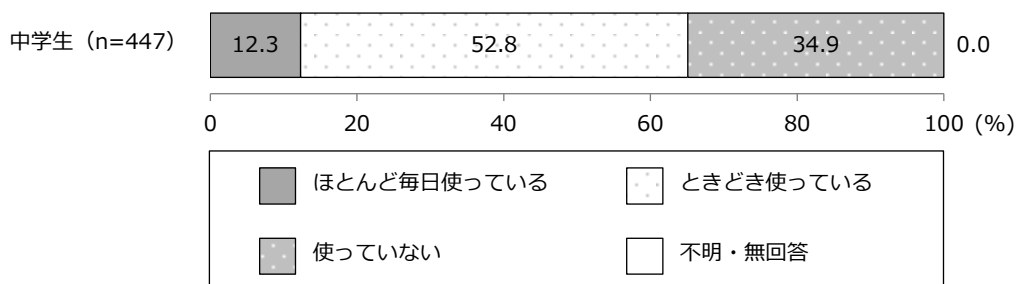 中学生（n=447） 12.3 52.8 34.9 0.0
0 20 40 60 80 100 (%)
ほとんど毎日使っている ときどき使っている
使っていない 不明・無回答